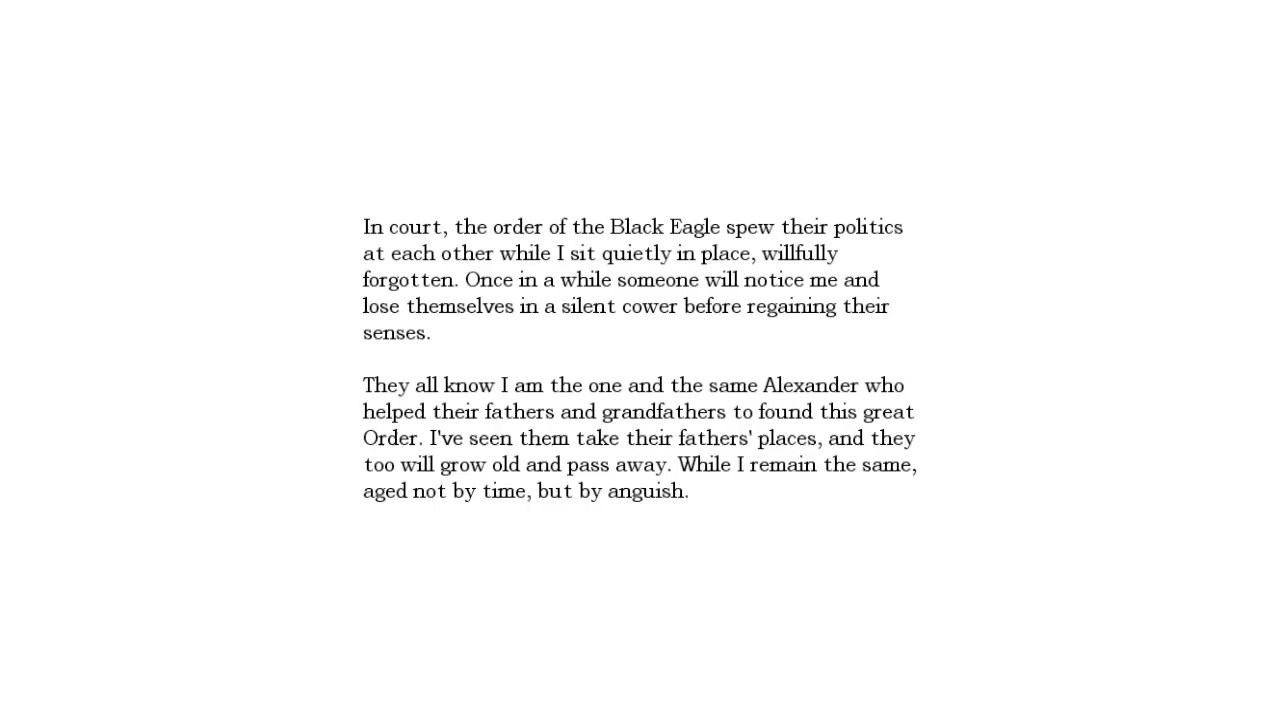 In court, the order of the Black Eagle spew their politics
at each other while I sit quietly in place, willfully
forgotten. Once in a while someone will notice me and
lose themselves in a silent cower before regaining their
senses.
They all know I am the one and the same Alexander who
helped their fathers and grandfathers to found this great
Order. I've seen them take their fathers' places, and they
too will grow old and pass away. While I remain the same,
aged not by time, but by anguish.